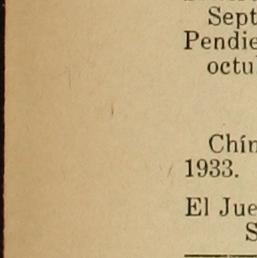 Sept
Pendie
octu
Chín
1933.
El Jue
S